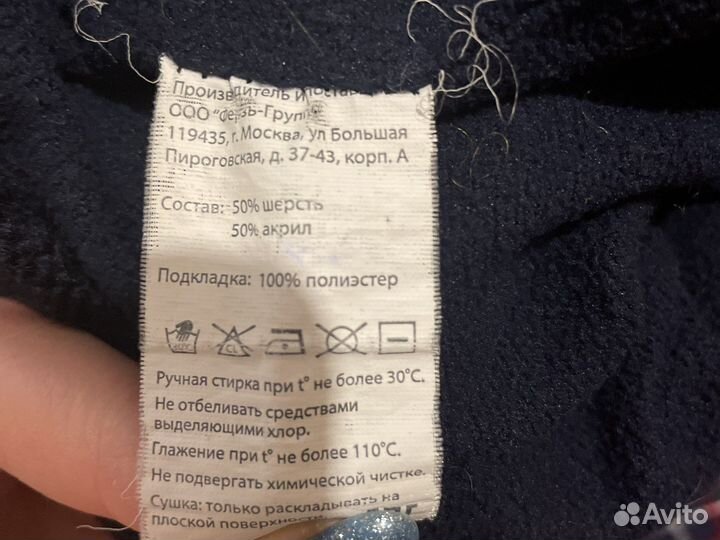 Производитель и
ООО
119435, г. Москва, ул Большая
Пироговская, д. 37-43, корп. А
Состав: 50% шерсть
50% акрил
Подкладка: 100% полиэстер
CL
Ручная стирка при t° не более 30°С.
Не отбеливать средствами
выделяющими хлор.
Глажение при t° не более 110°С.
Не подвергать химической чистке.
Сушка: только раскладывать на
плоской поверхности
Avito